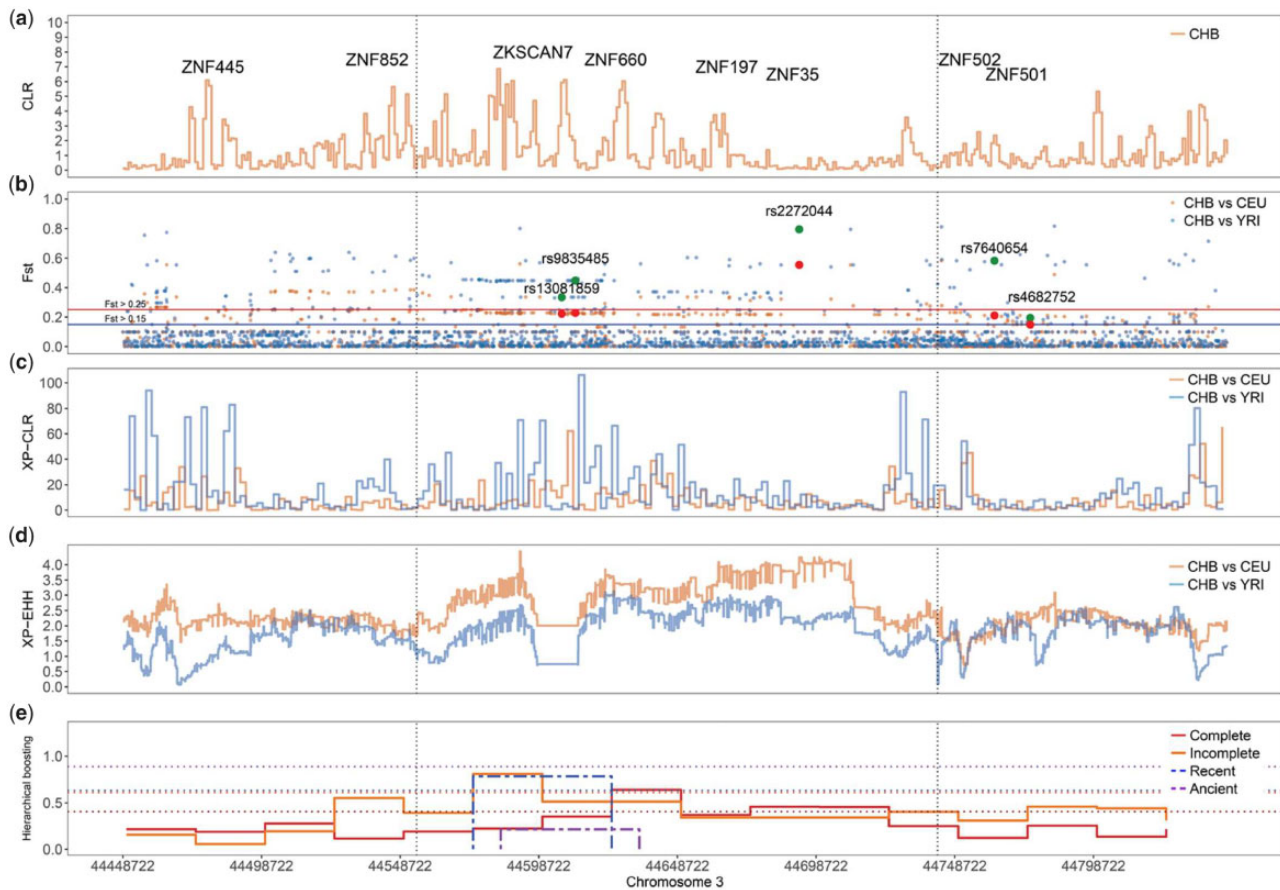 (a)
10
9
8
7
6
5
4
3
2
1
0
CLR
ZNF445
ZNF852
ZKSCAN7
ZNF660
ZNF197
ZNF35
ZNF502
ZNF501
CHB
(b)
1.0
0.8
0.6
0.4
0.2
0.0
Fst
Fst > 0.25
Fst > 0.15
rs9835485
rs13081859
rs2272044
rs7640654
rs4682752
CHB vs CEU
CHB vs YRI
(c)
100
80
60
40
20
0
XP-CLR
CHB vs CEU
CHB vs YRI
(d)
4.0
3.5
3.0
2.5
2.0
1.5
1.0
0.5
0.0
XP-EHH
CHB vs CEU
CHB vs YRI
(e)
1.0
0.5
0.0
Hierarchical boosting
Complete
Incomplete
Recent
Ancient
44448722 44498722 44548722 44598722 44648722 44698722 44748722 44798722
Chromosome 3